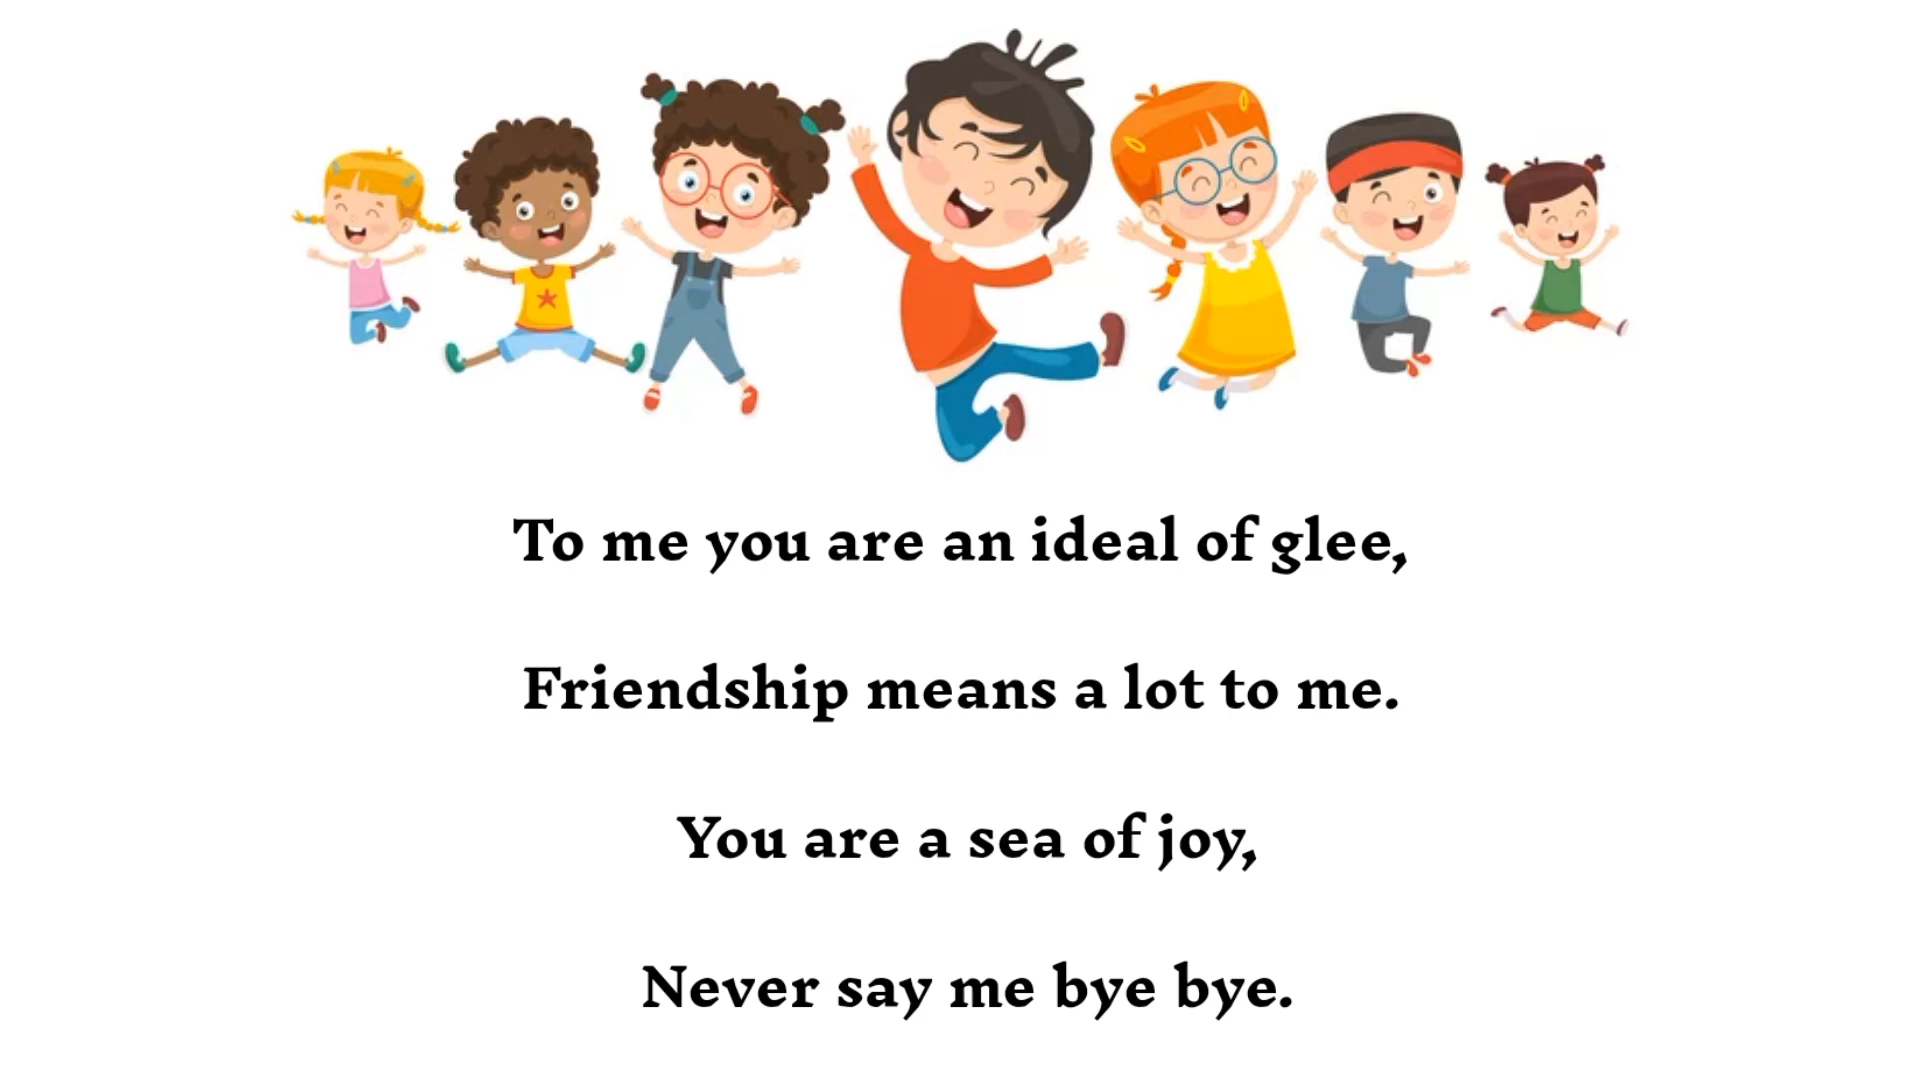 To me you are an ideal of glee,
Friendship means a lot to me.
You are a sea of joy,
Never say me bye bye.